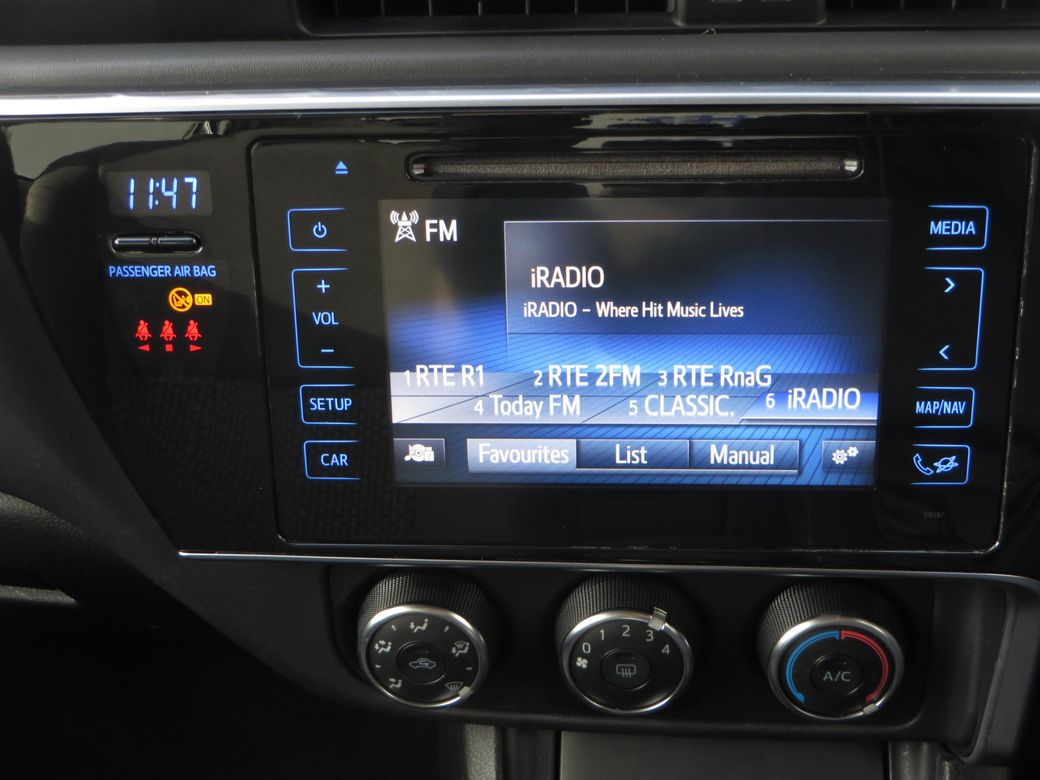 11:47
PASSENGER AIR BAG
ON
VOL
SETUP
CAR
FM
iRADIO
iRADIO - Where Hit Music Lives
1 RTE R1 2 RTE 2FM 3 RTE RnaG
4 Today FM 5 CLASSIC. 6 iRADIO
Favourites List Manual
MEDIA
MAP/NAV
0 1 2 3 4
A/C